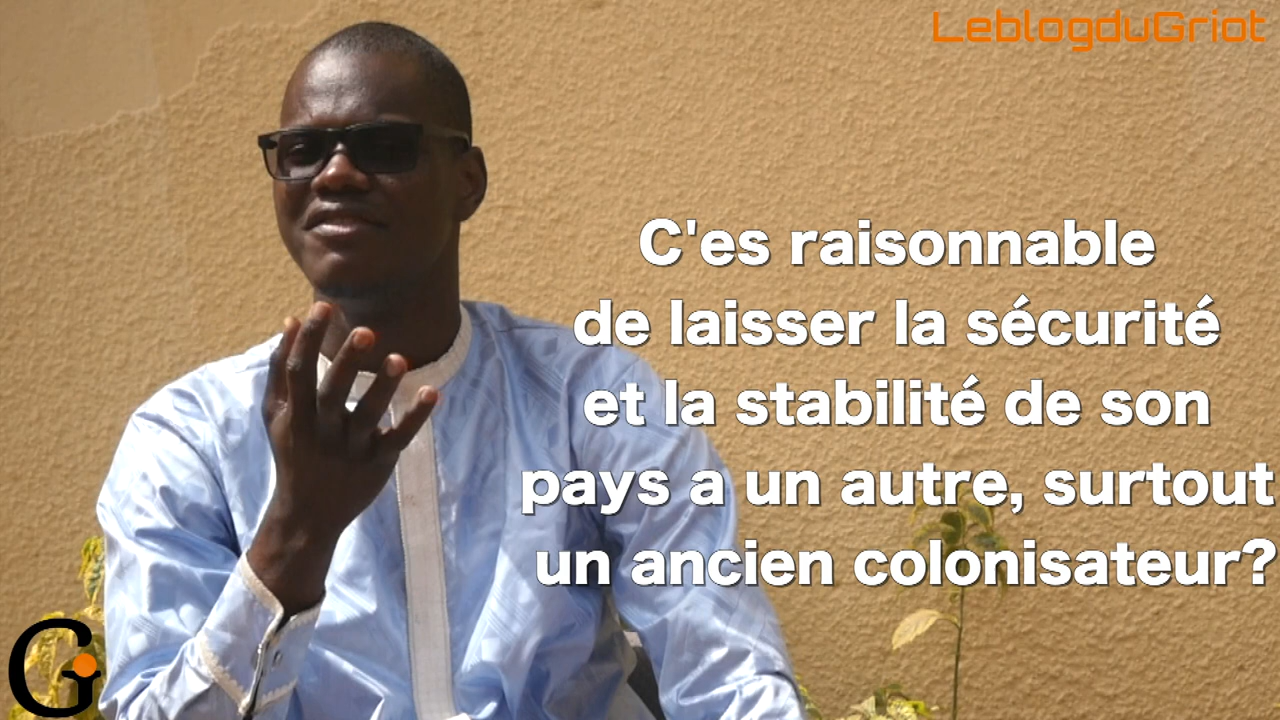 LeblogduGriot
C'es raisonnable
de laisser la sécurité
et la stabilité de son
pays a un autre, surtout
un ancien colonisateur?
G